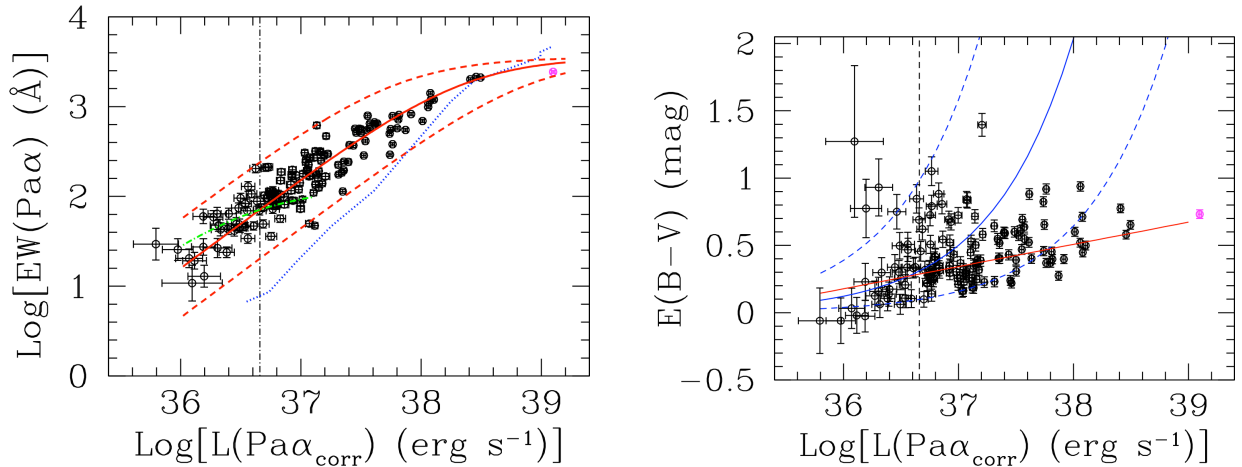 Log[EW(Paα) (Å)]
4
3
2
1
0
36 37 38 39
Log[L(Paα_corr) (erg s⁻¹)]
E(B−V) (mag)
2
1.5
1
0.5
0
−0.5
36 37 38 39
Log[L(Paα_corr) (erg s⁻¹)]